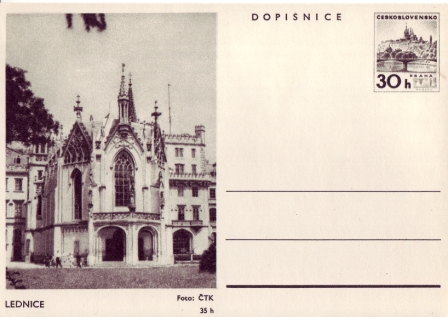 DOPISNICE
ČESKOSLOVENSKO
PRAHA
30 h
LEDNICE
Foto: ČTK
35 h